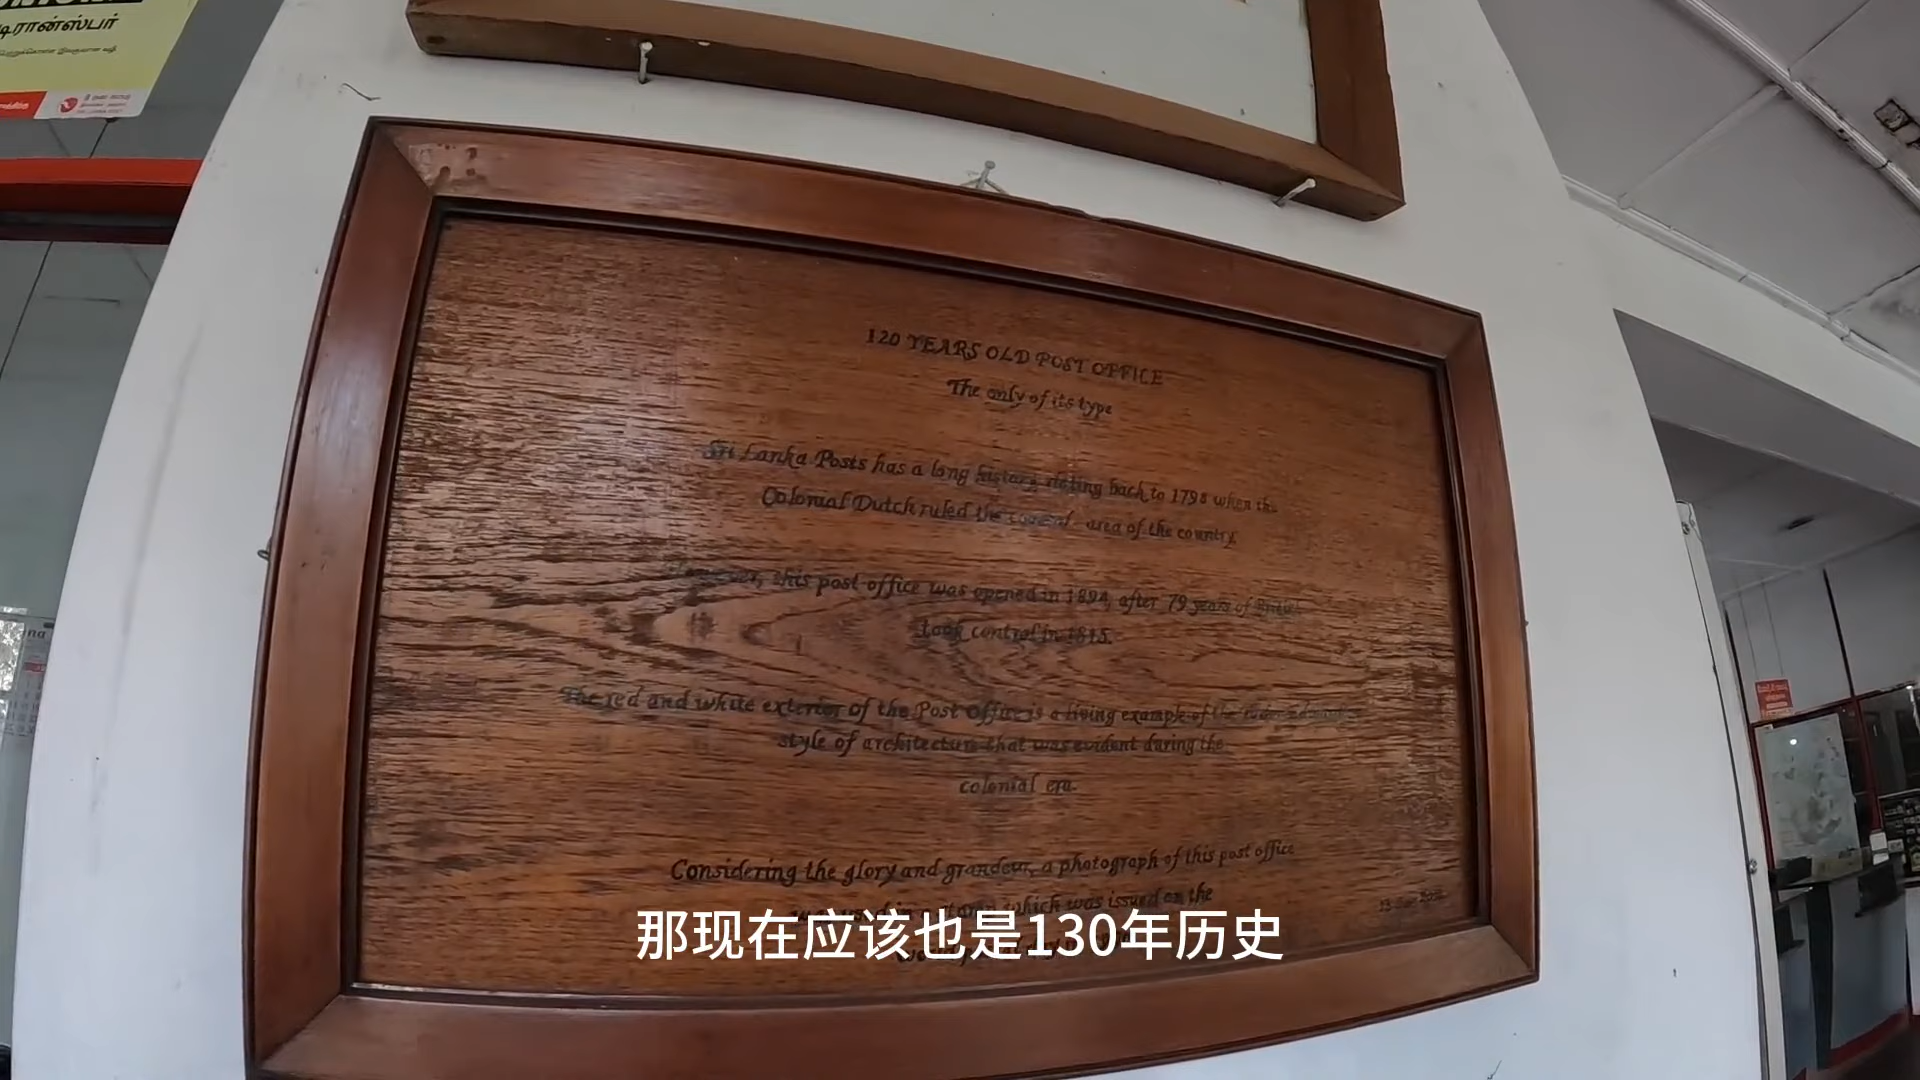 டிரான்ஸ்பர்
120 YEARS OLD POST OFFICE
The only of its type
Sri Lanka Posts has a long history dating back to 1798 when the
Colonial Dutch ruled the coastal area of the country.
However, this post office was opened in 1894, after 79 years of British
took control in 1815.
The red and white exterior of the Post Office is a living example of the
style of architecture that was evident during the
colonial era.
Considering the glory and grandeur, a photograph of this post office
which was issued on the
那现在应该也是130年历史